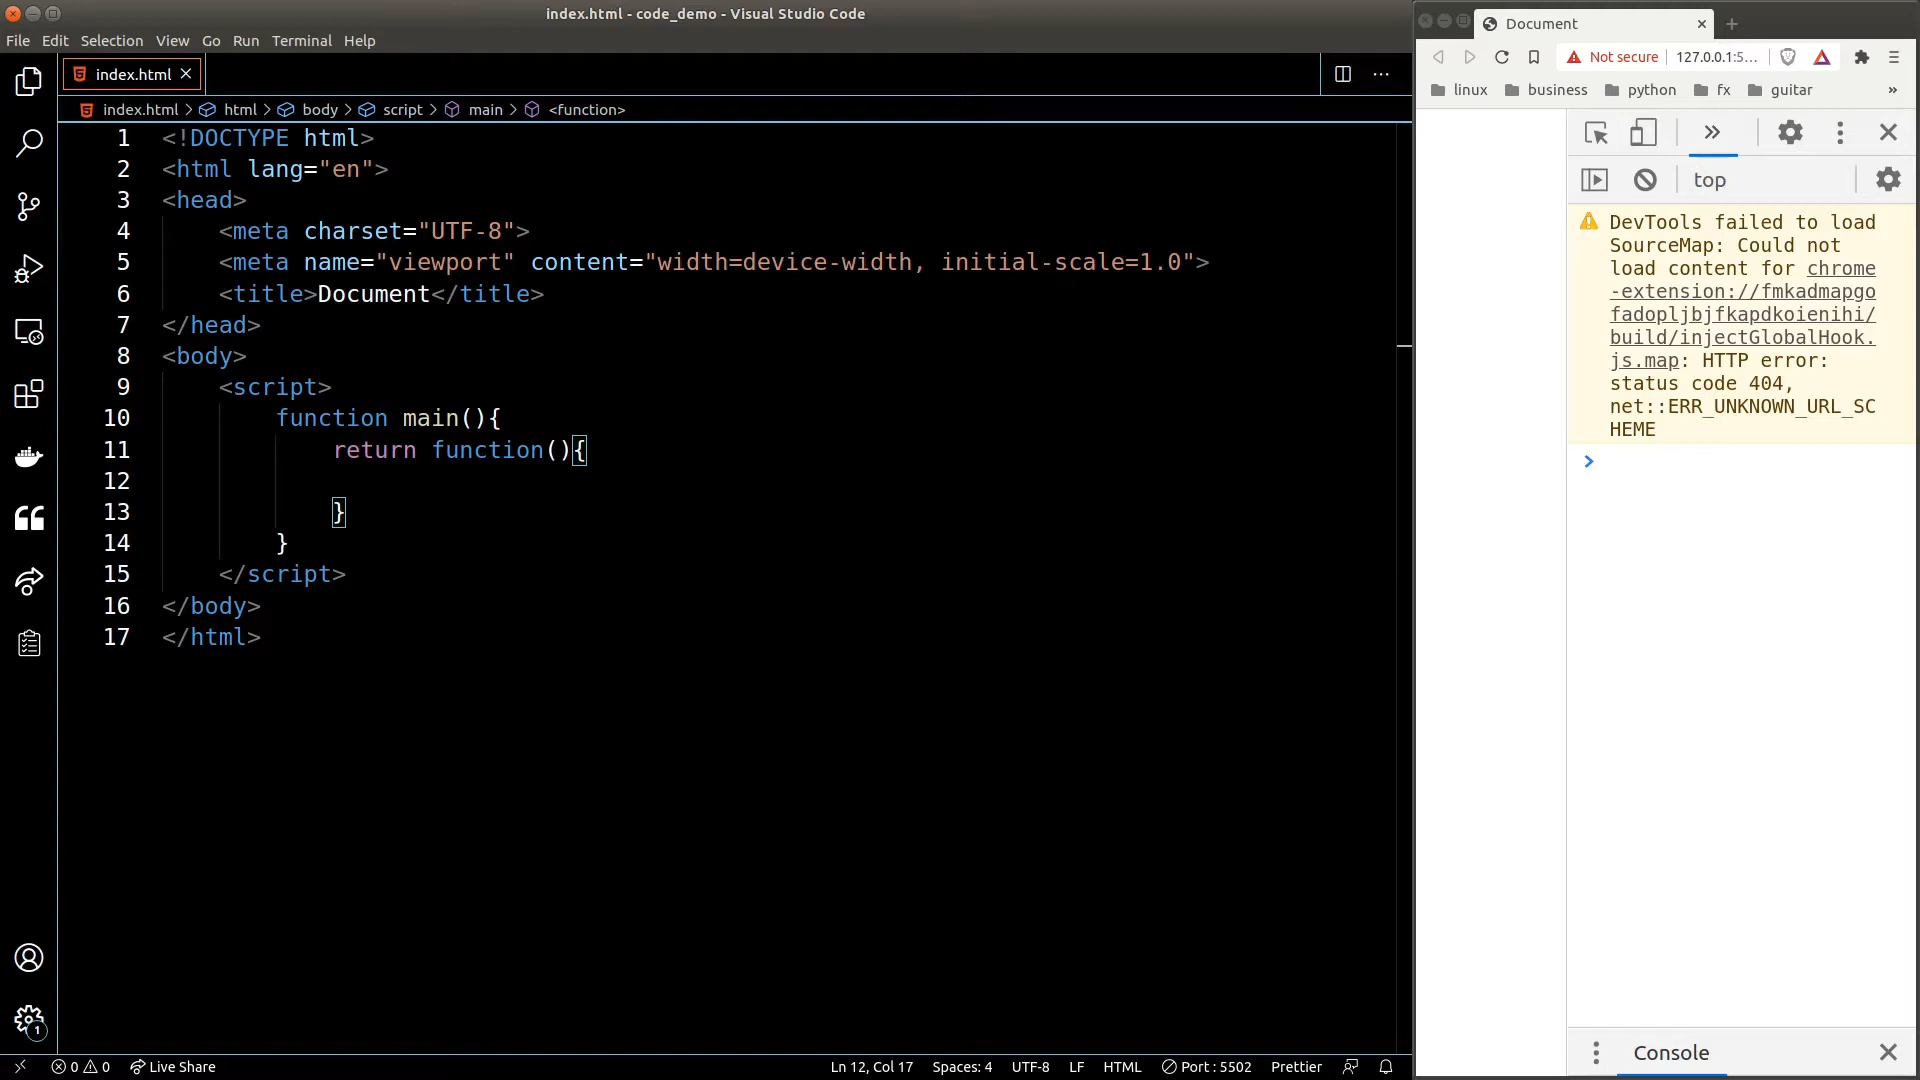 index.html - code_demo - Visual Studio Code
File Edit Selection View Go Run Terminal Help
index.html
index.html > html > body > script > main > <function>
1 <!DOCTYPE html>
2 <html lang="en">
3 <head>
4 <meta charset="UTF-8">
5 <meta name="viewport" content="width=device-width, initial-scale=1.0">
6 <title>Document</title>
7 </head>
8 <body>
9 <script>
10 function main(){
11 return function(){
12
13 }
14 }
15 </script>
16 </body>
17 </html>
1
0 0 Live Share Ln 12, Col 17 Spaces: 4 UTF-8 LF HTML Port : 5502 Prettier
Document
Not secure 127.0.0.1:5...
linux business python fx guitar »
top
DevTools failed to load
SourceMap: Could not
load content for chrome
-extension://fmkadmapgo
fadopljbjfkapdkoienihi/
build/injectGlobalHook.
js.map: HTTP error:
status code 404,
net::ERR_UNKNOWN_URL_SC
HEME
>
Console